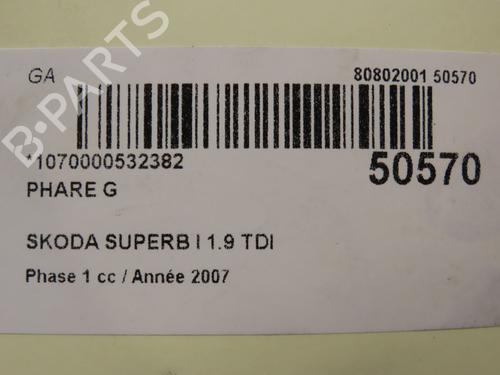 GA
80802001 50570
*1070000532382
50570
PHARE G
SKODA SUPERB I 1.9 TDI
Phase 1 cc / Année 2007
B-PARTS